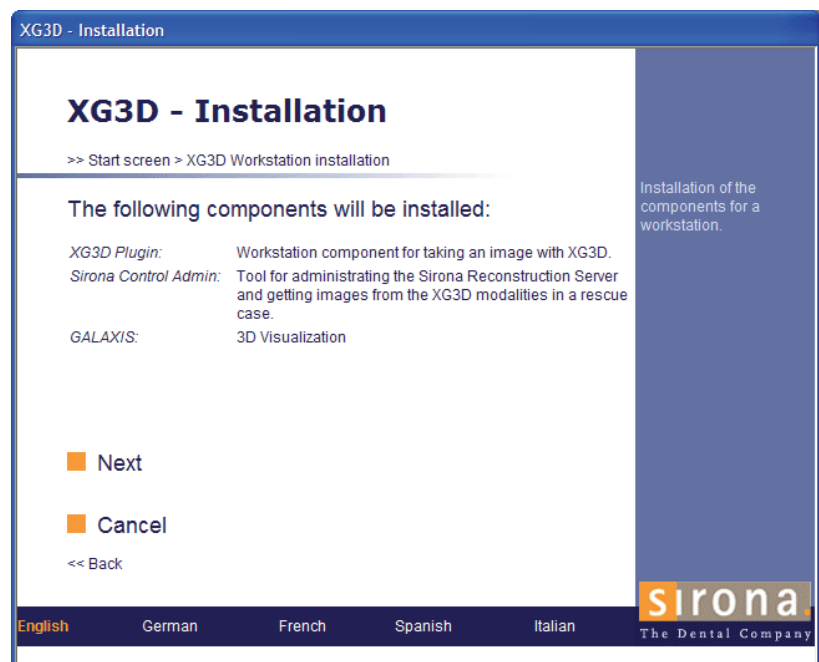 XG3D - Installation
XG3D - Installation
>> Start screen > XG3D Workstation installation
The following components will be installed:
XG3D Plugin: Workstation component for taking an image with XG3D.
Sirona Control Admin: Tool for administrating the Sirona Reconstruction Server
and getting images from the XG3D modalities in a rescue
case.
GALAXIS: 3D Visualization
Next
Cancel
<< Back
Installation of the
components for a
workstation.
sirona.
The Dental Company
English German French Spanish Italian